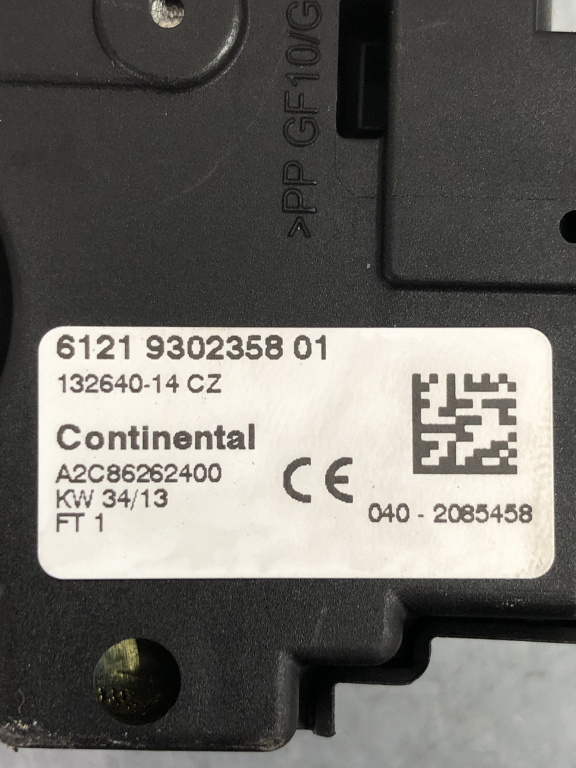 >PP GF10/G
6121 9302358 01
132640-14 CZ
Continental
A2C86262400
KW 34/13
FT 1
CE
040 - 2085458